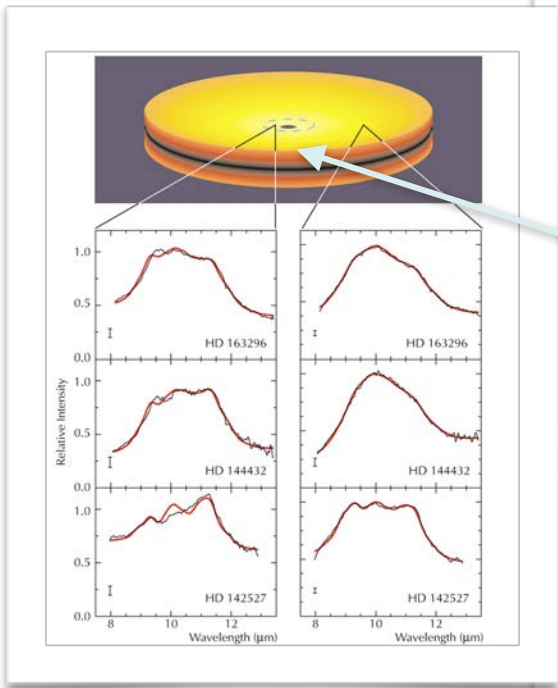 1.0
0.5
0.0
HD 163296
HD 163296
1.0
0.5
0.0
HD 144432
HD 144432
Relative Intensity
1.0
0.5
0.0
HD 142527
HD 142527
8 10 12
8 10 12
Wavelength (μm)
Wavelength (μm)